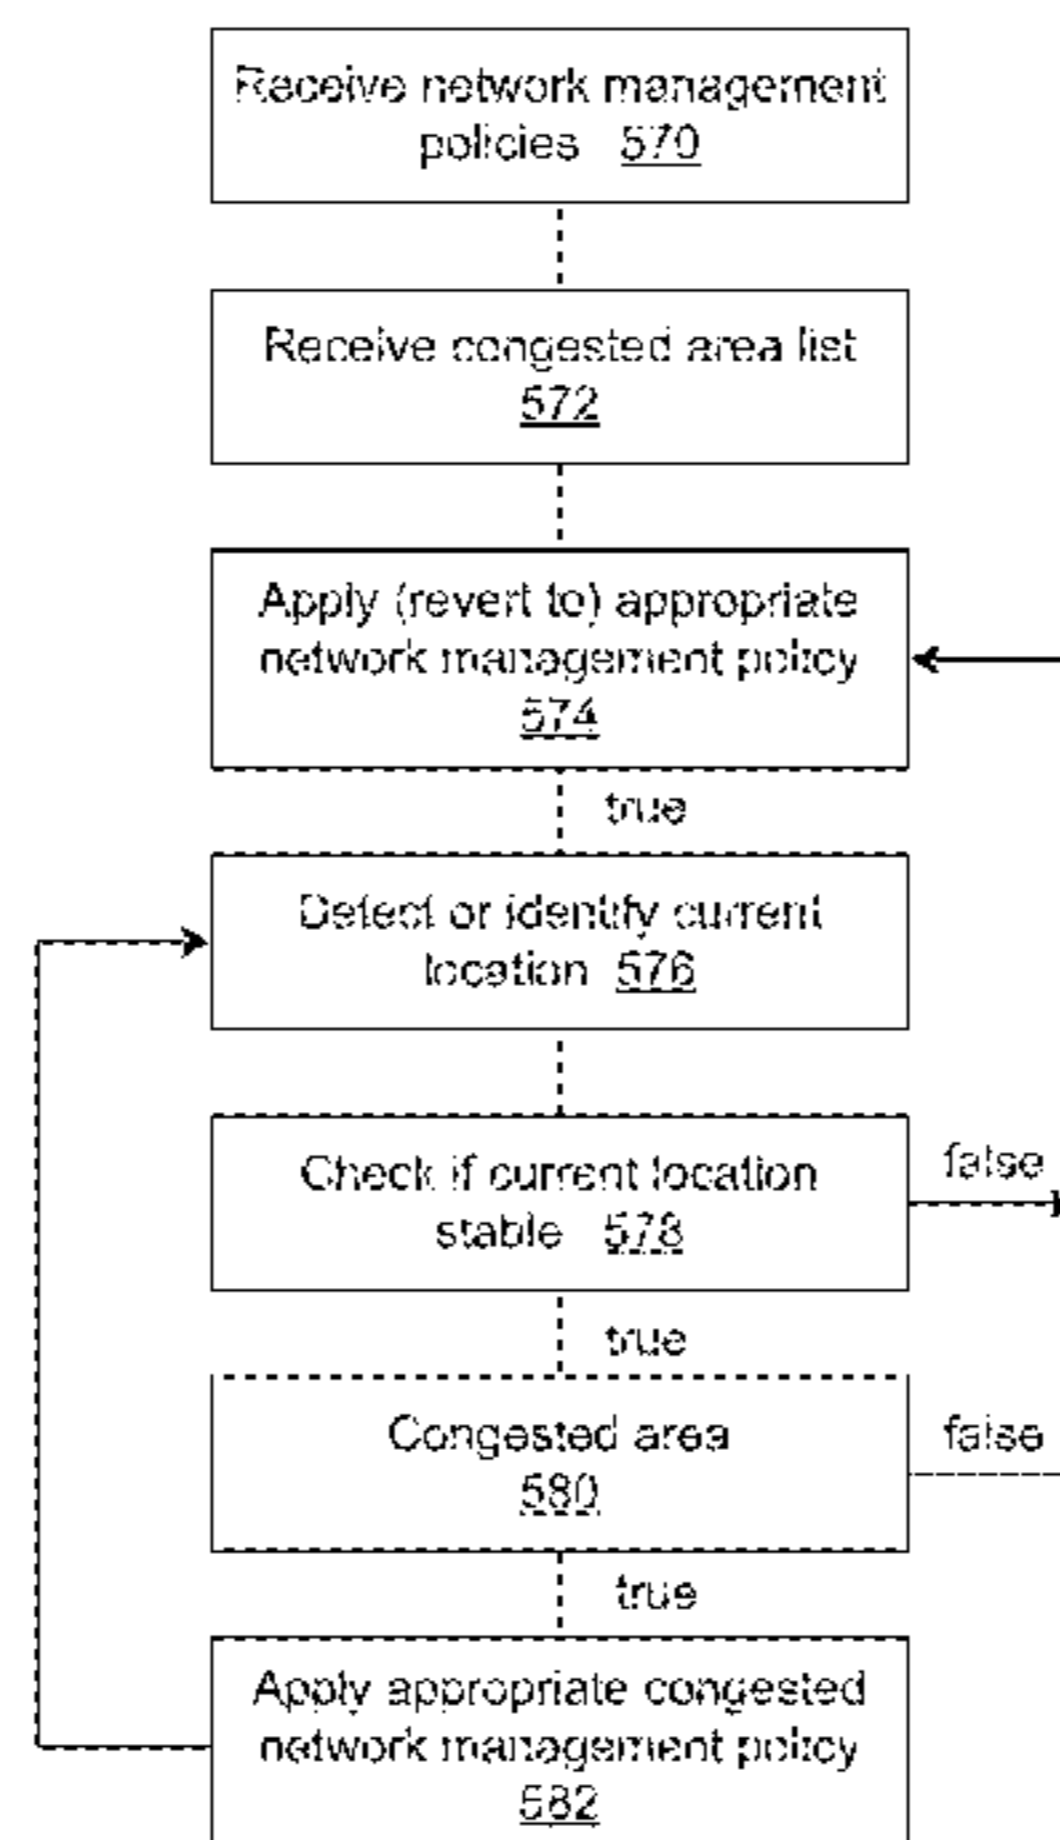 Receive network management
policies 570
Receive congested area list
572
Apply (revert to) appropriate
network management policy
574
true
Detect or identify current
location 576
Check if current location
stable 578
false
true
Congested area
580
false
true
Apply appropriate congested
network management policy
582